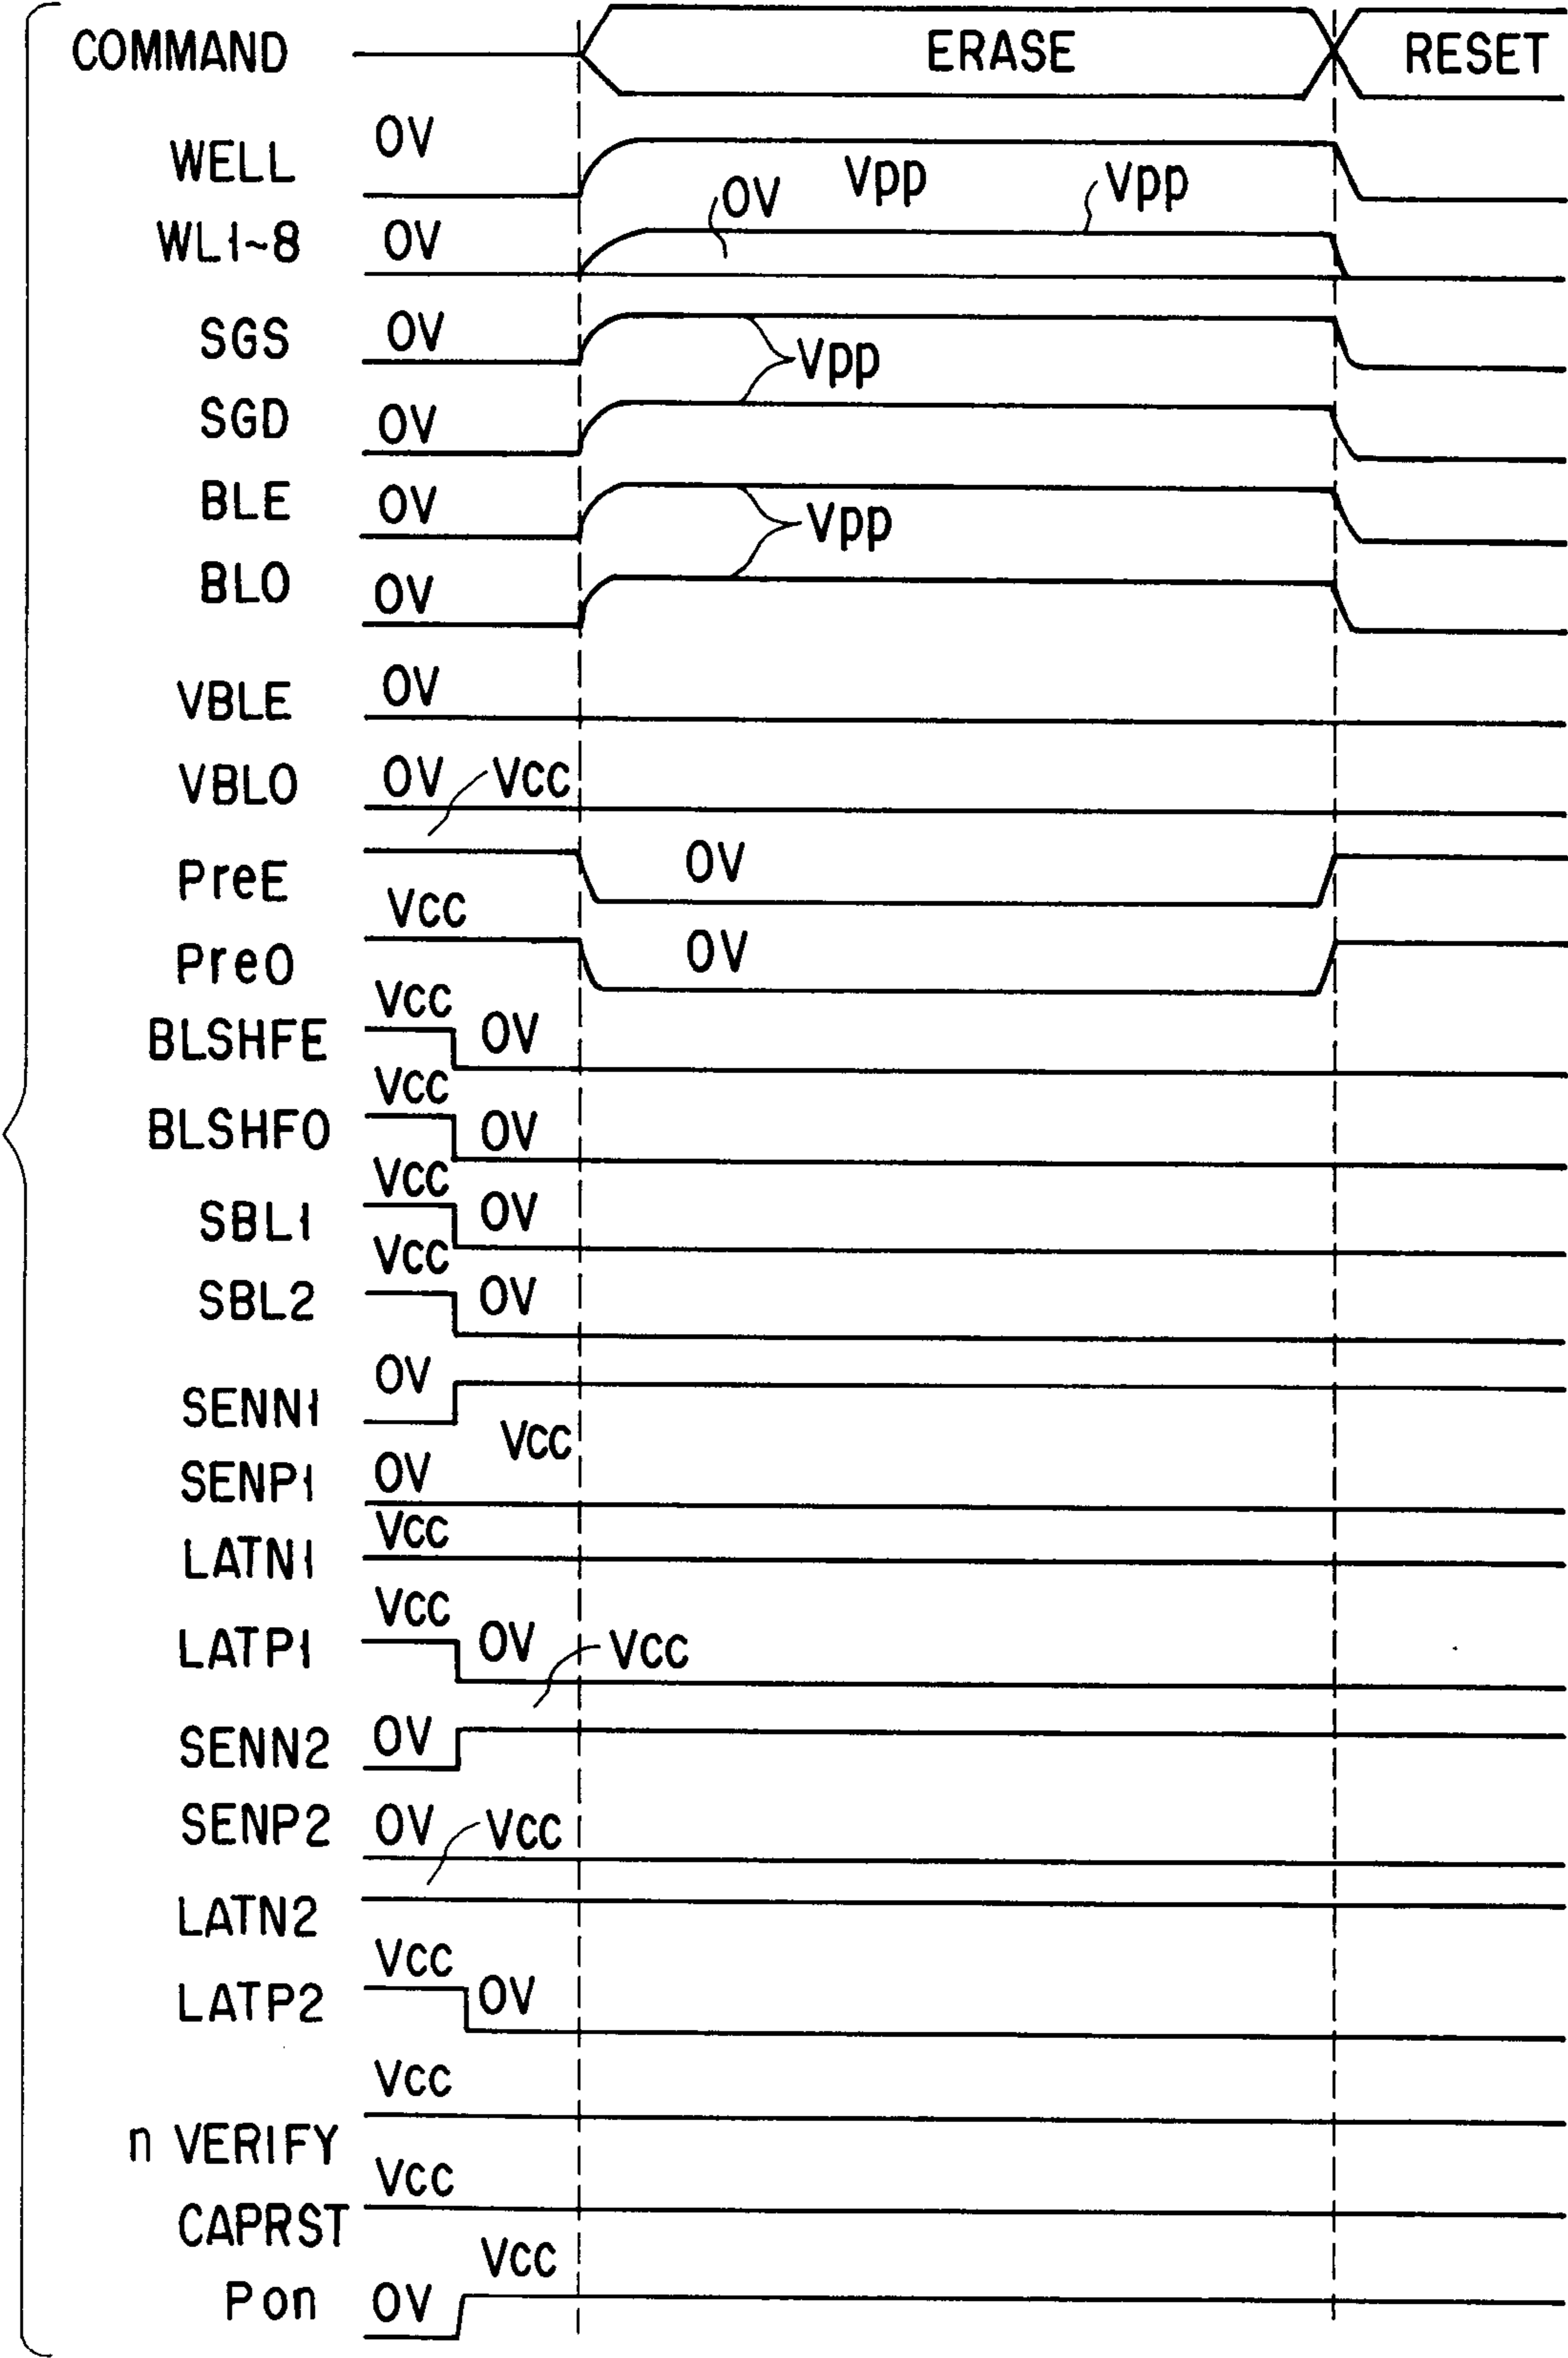 COMMAND ERASE RESET
WELL 0V Vpp
WL1~8 0V 0V Vpp
SGS 0V Vpp
SGD 0V
BLE 0V Vpp
BLO 0V
VBLE 0V
VBLO 0V Vcc
PreE 0V
PreO Vcc 0V
BLSHFE Vcc 0V
BLSHFO Vcc 0V
SBL1 Vcc 0V
SBL2 Vcc 0V
SENN1 0V Vcc
SENP1 0V
LATN1 Vcc
LATP1 Vcc 0V Vcc
SENN2 0V
SENP2 0V Vcc
LATN2
LATP2 Vcc 0V
n VERIFY Vcc
CAPRST Vcc
Pon 0V Vcc